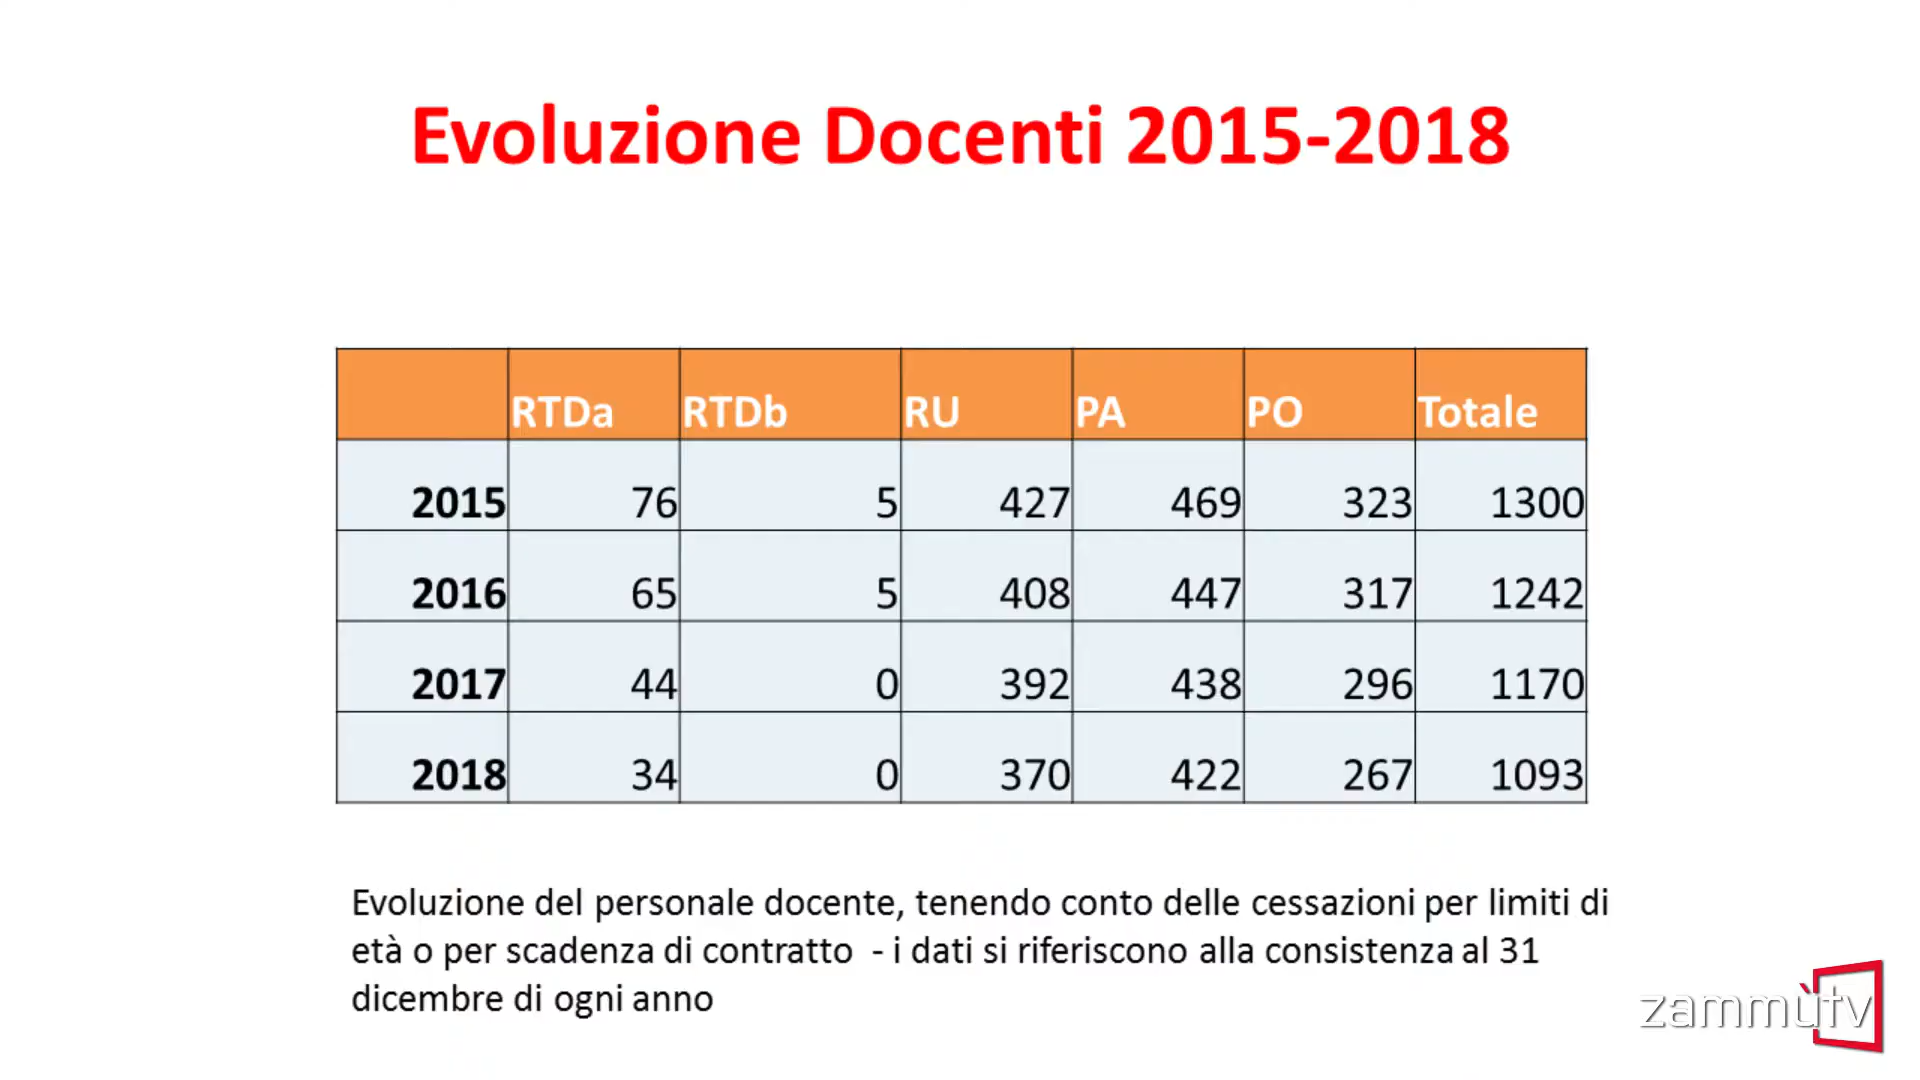 Evoluzione Docenti 2015-2018
RTDa RTDb RU PA PO Totale
2015 76 5 427 469 323 1300
2016 65 5 408 447 317 1242
2017 44 0 392 438 296 1170
2018 34 0 370 422 267 1093
Evoluzione del personale docente, tenendo conto delle cessazioni per limiti di
età o per scadenza di contratto - i dati si riferiscono alla consistenza al 31
dicembre di ogni anno
zammùtv